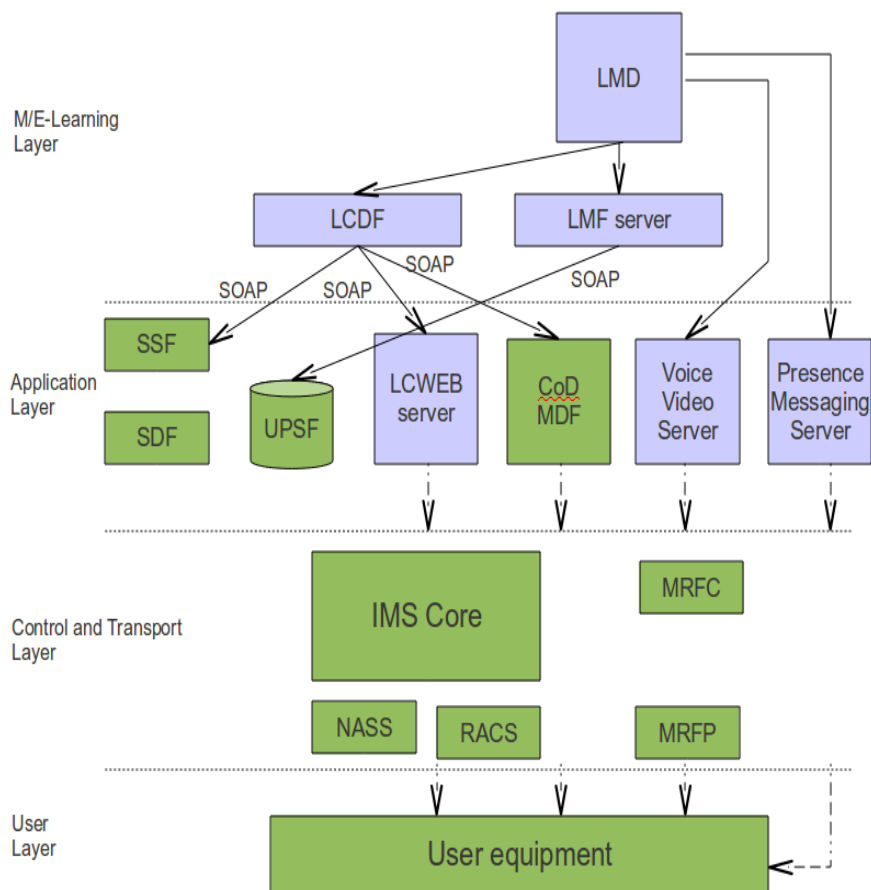 LMD
M/E-Learning
Layer
LCDF
LMF server
SOAP
SOAP
SOAP
SOAP
SSF
Application
Layer
SDF
UPSF
LCWEB
server
CoD
MDF
Voice
Video
Server
Presence
Messaging
Server
IMS Core
MRFC
Control and Transport
Layer
NASS
RACS
MRFP
User
Layer
User equipment